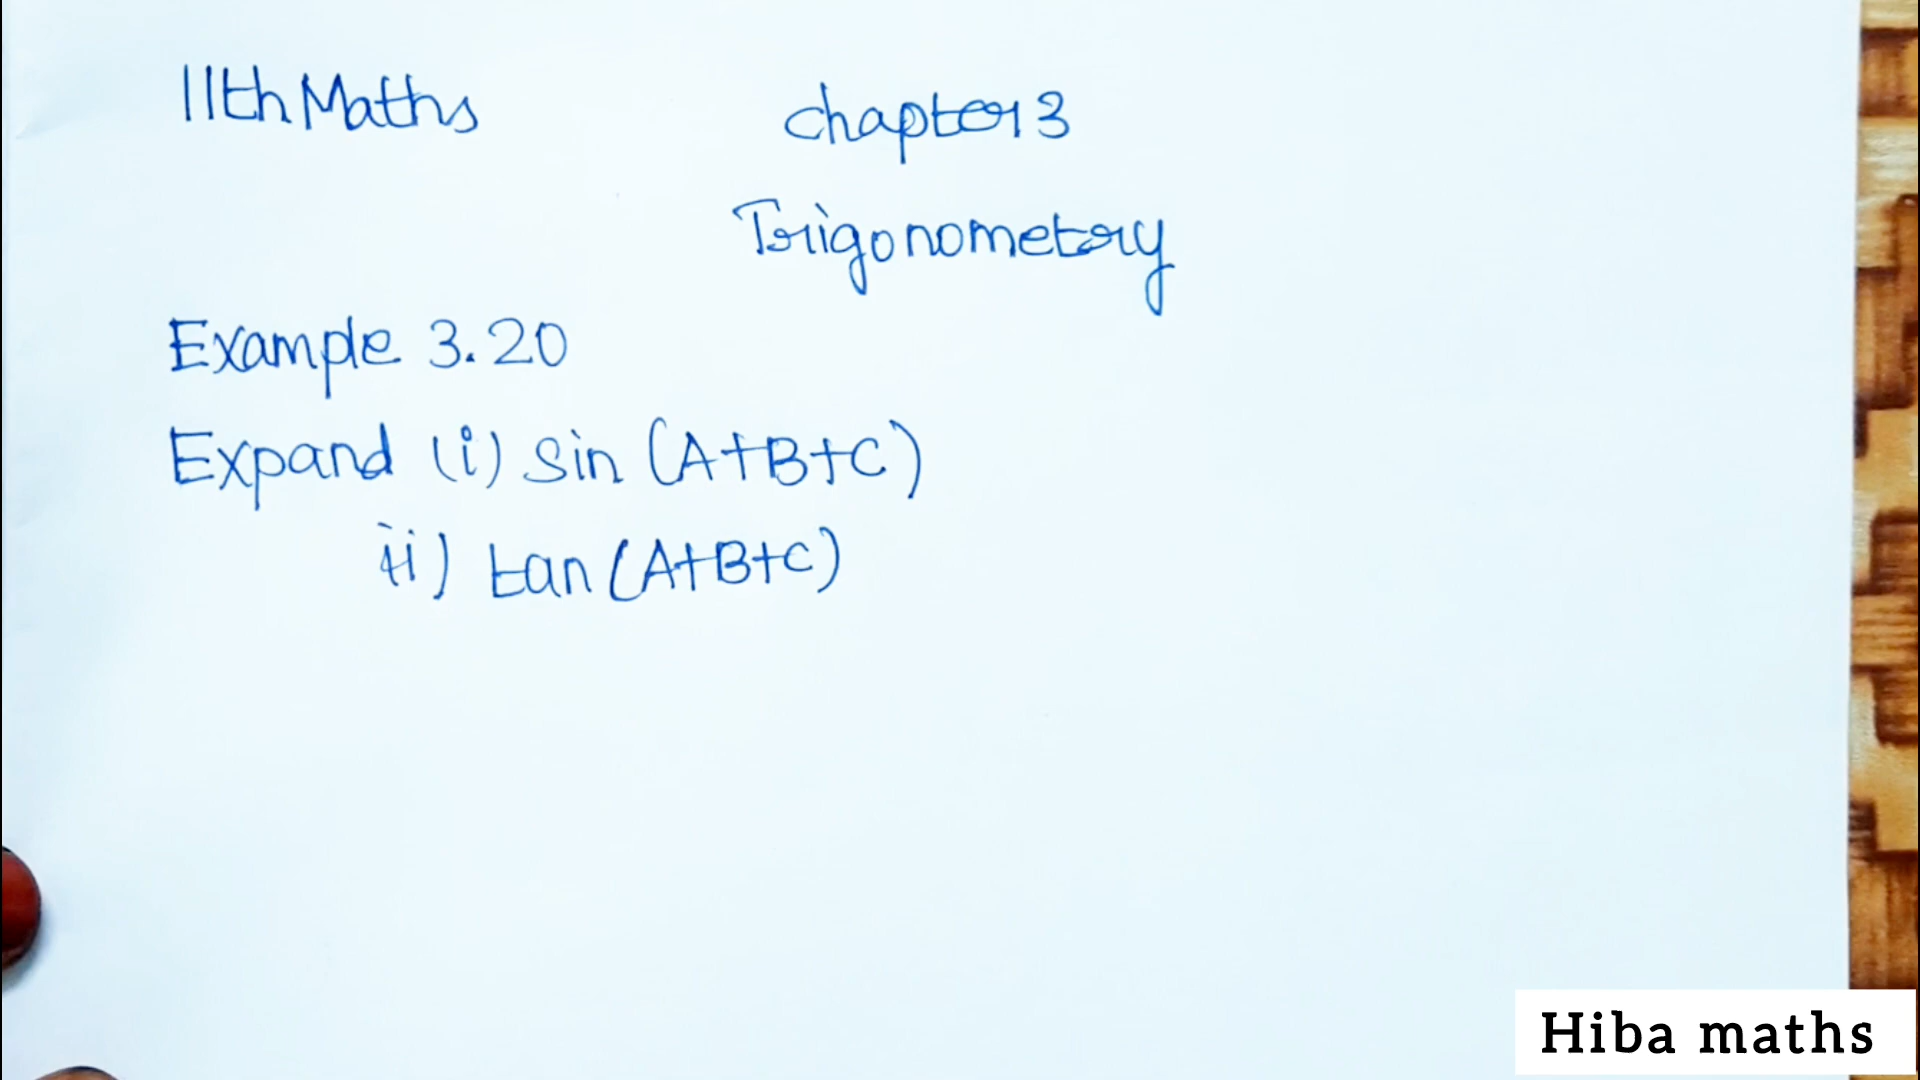 11th Maths
chapter 3
Trigonometry
Example 3.20
Expand (i) sin (A+B+C)
ii) tan (A+B+C)
Hiba maths